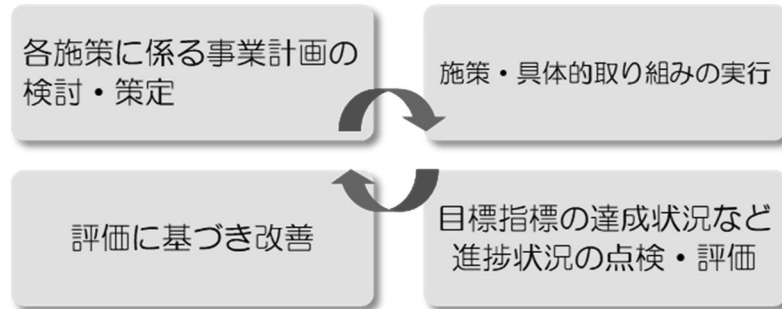 各施策に係る事業計画の
検討・策定
施策・具体的取り組みの実行
評価に基づき改善
目標指標の達成状況など
進捗状況の点検・評価